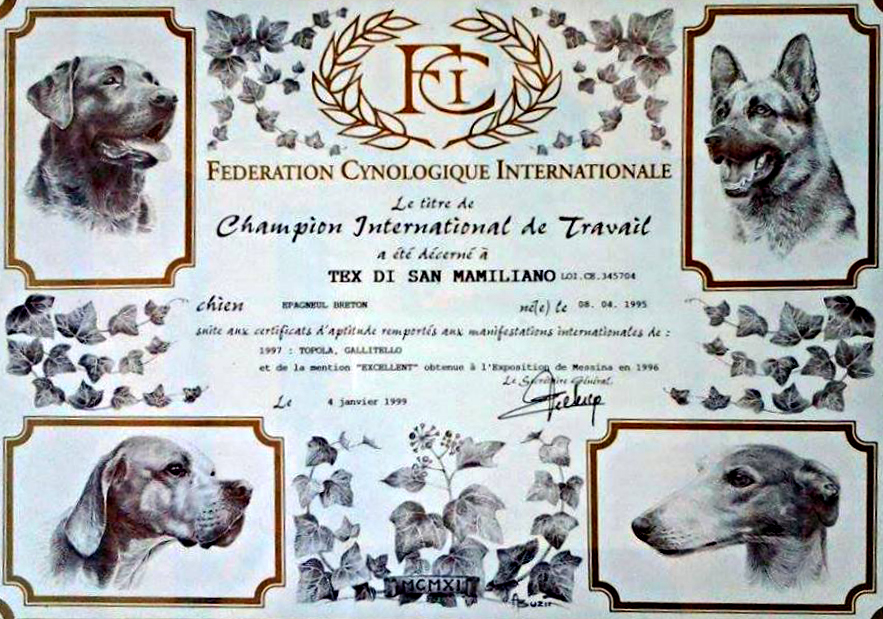 FCI
FEDERATION CYNOLOGIQUE INTERNATIONALE
Le titre de
Champion International de Travail
a été décerné à
TEX DI SAN MAMILIANO LOI.CE.345704
chien EPAGNEUL BRETON né(e) le 08. 04. 1995
suite aux certificats d'aptitude remportés aux manifestations internationales de :
1997 : TOPOLA, GALLITELLO
et de la mention "EXCELLENT" obtenue à l'Exposition de Messina en 1996
Le Secrétaire Général,
Le 4 janvier 1999
MCMXI